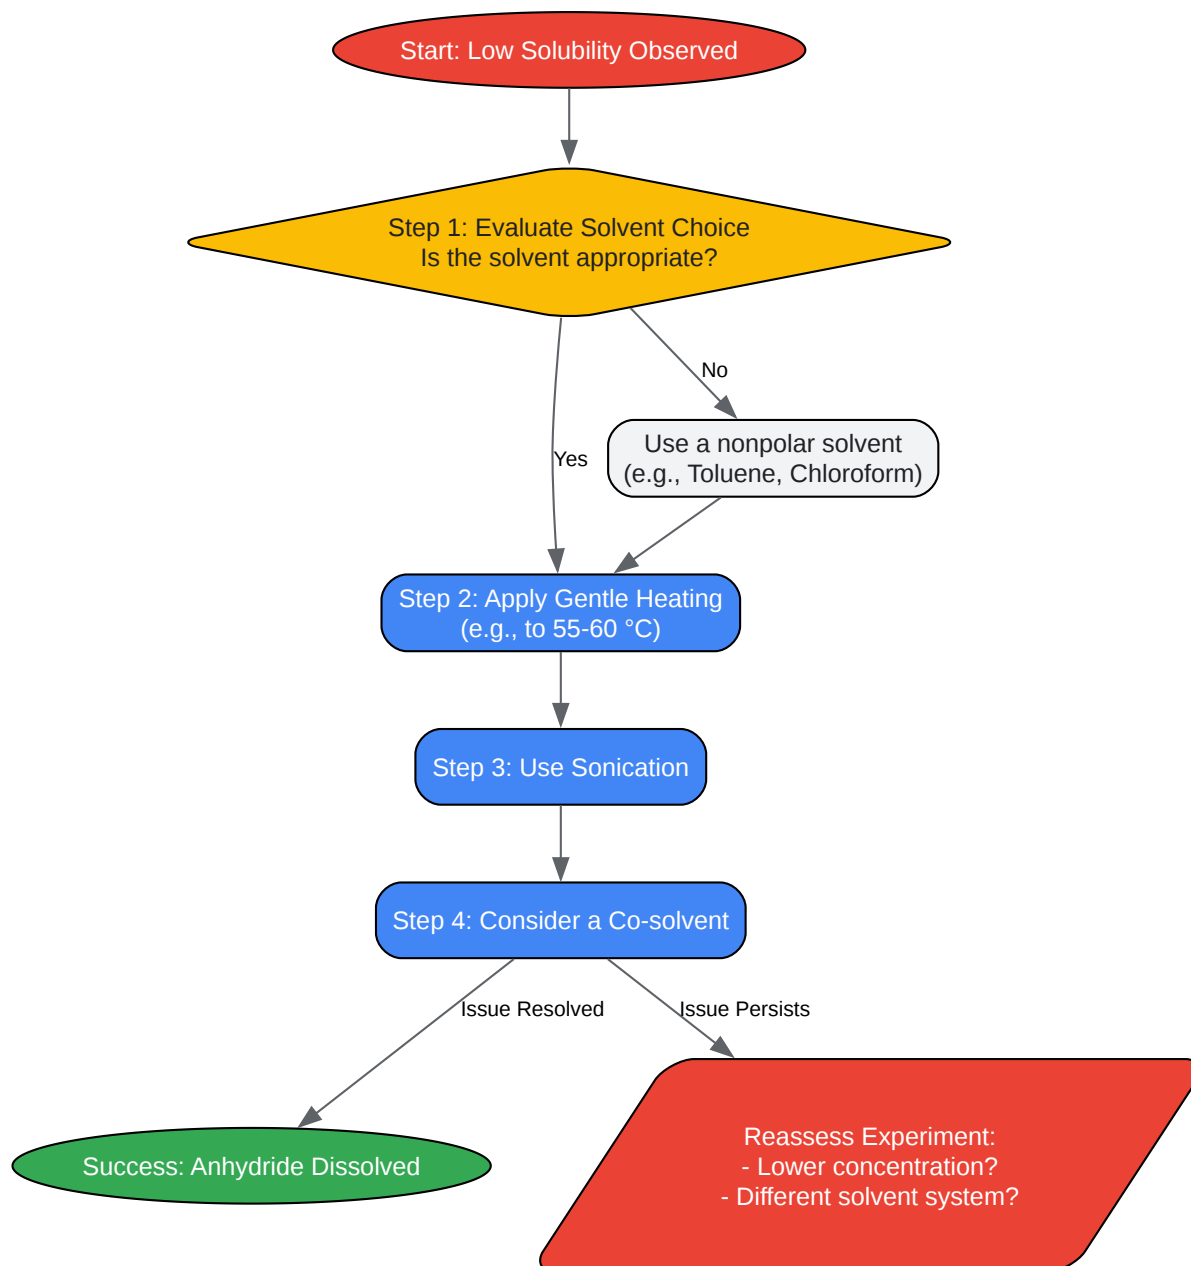 Start: Low Solubility Observed
Step 1: Evaluate Solvent Choice
Is the solvent appropriate?
No
Use a nonpolar solvent
(e.g., Toluene, Chloroform)
Yes
Step 2: Apply Gentle Heating
(e.g., to 55-60 °C)
Step 3: Use Sonication
Step 4: Consider a Co-solvent
Issue Resolved
Issue Persists
Success: Anhydride Dissolved
Reassess Experiment:
- Lower concentration?
- Different solvent system?